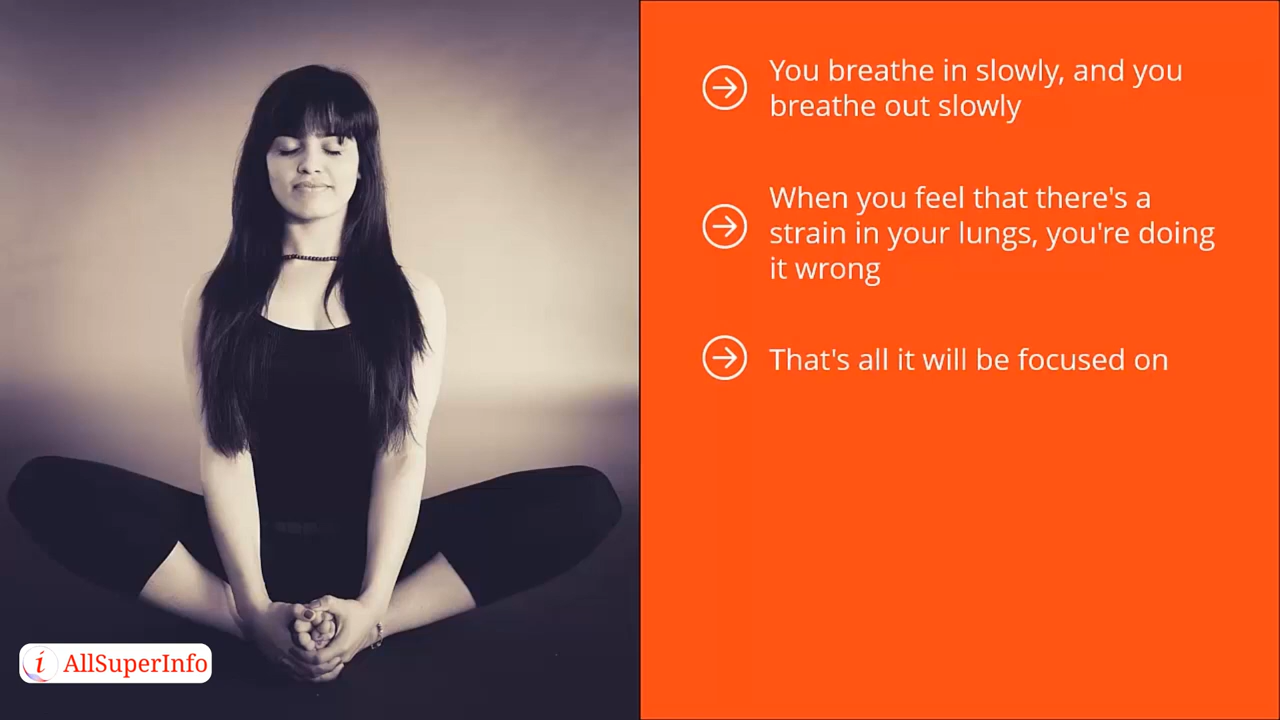 You breathe in slowly, and you
breathe out slowly
When you feel that there's a
strain in your lungs, you're doing
it wrong
That's all it will be focused on
i AllSuperInfo